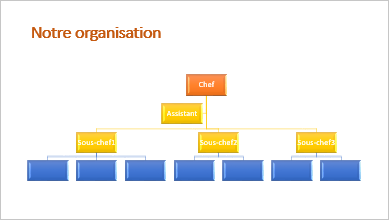 Notre organisation
Chef
Assistant
Sous-chef1
Sous-chef2
Sous-chef3